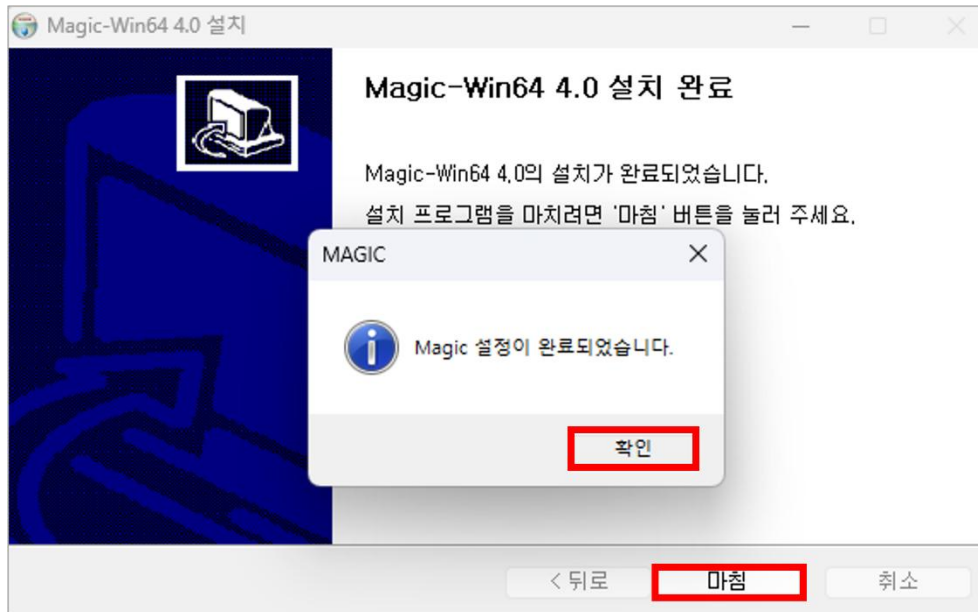 Magic-Win64 4.0 설치
Magic-Win64 4.0 설치 완료
Magic-Win64 4.0의 설치가 완료되었습니다.
설치 프로그램을 마치려면 '마침' 버튼을 눌러 주세요.
MAGIC
Magic 설정이 완료되었습니다.
확인
< 뒤로
마침
취소